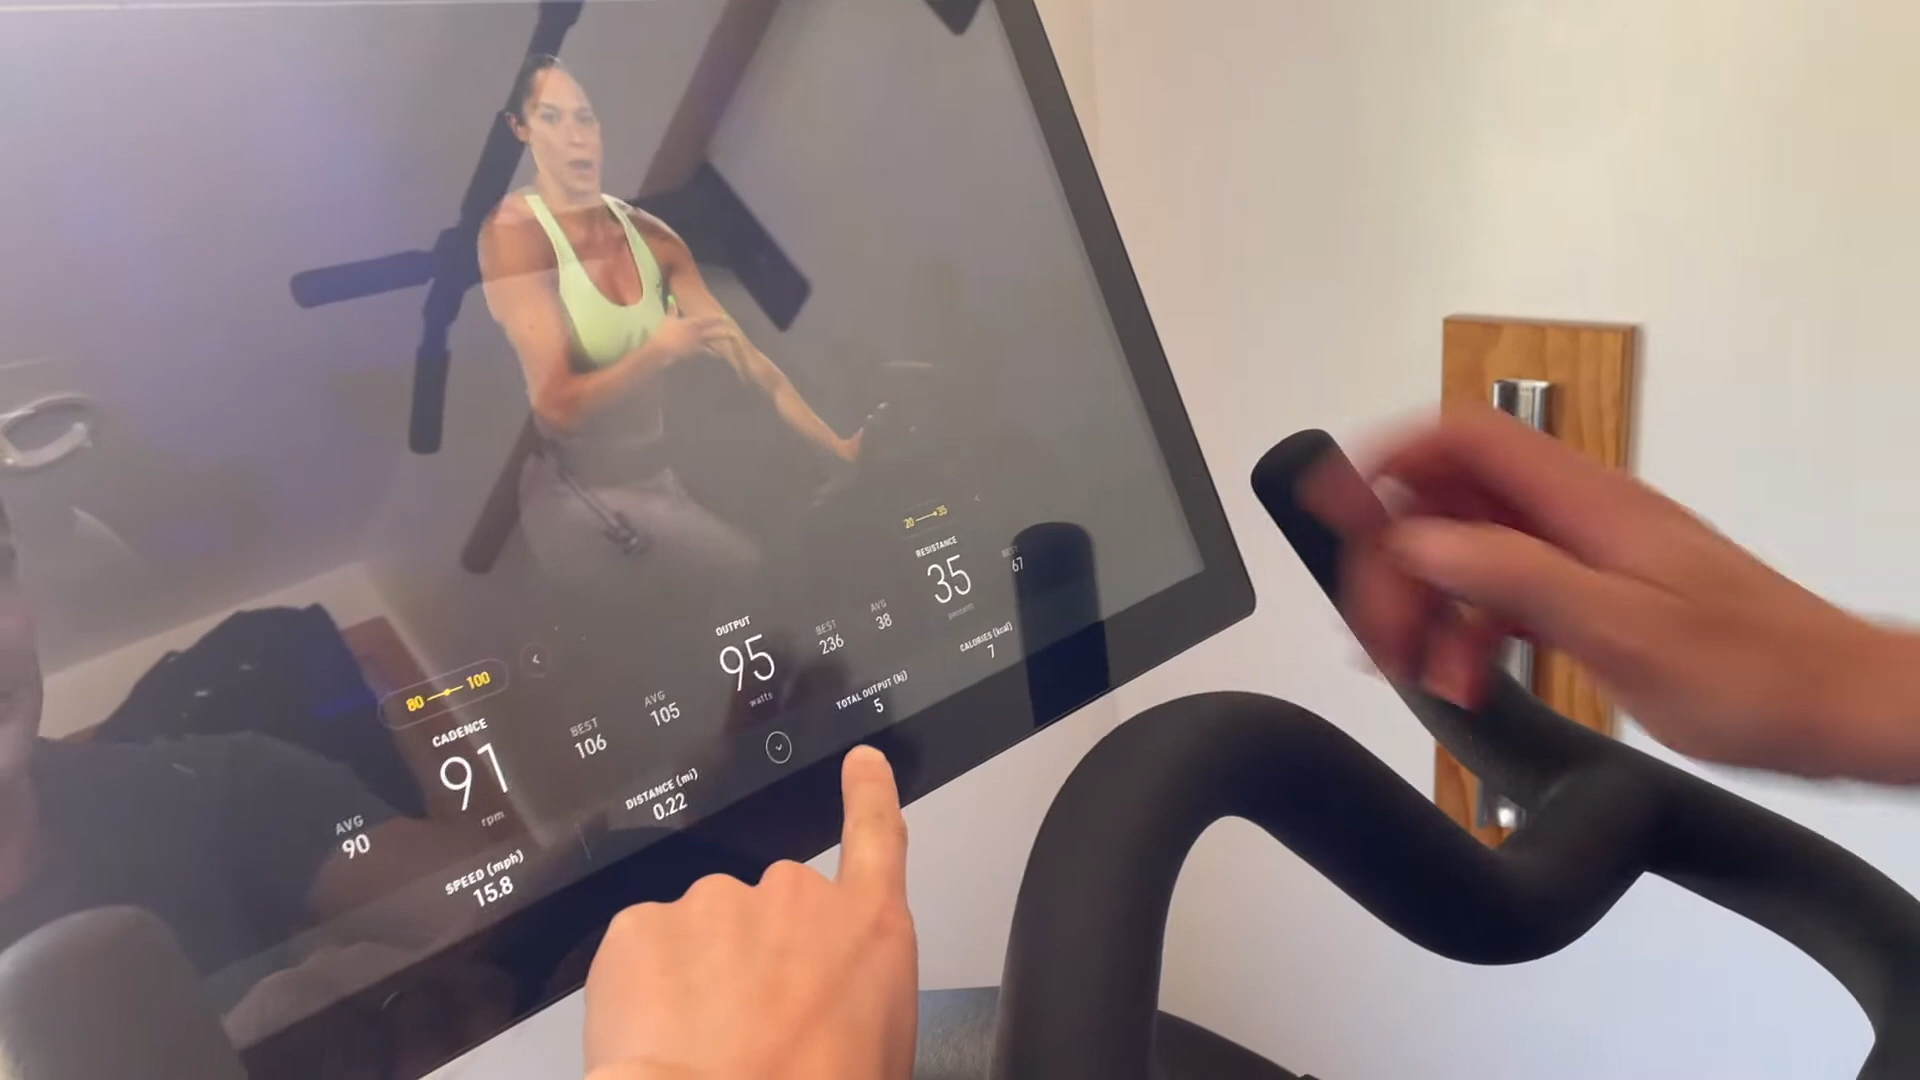 20 35
RESISTANCE
35
BEST
67
OUTPUT
95
watts
BEST
236
AVG
38
CALORIES (kcal)
7
80 100
CADENCE
91
rpm
BEST
106
AVG
105
TOTAL OUTPUT (kj)
5
AVG
90
DISTANCE (mi)
0.22
SPEED (mph)
15.8